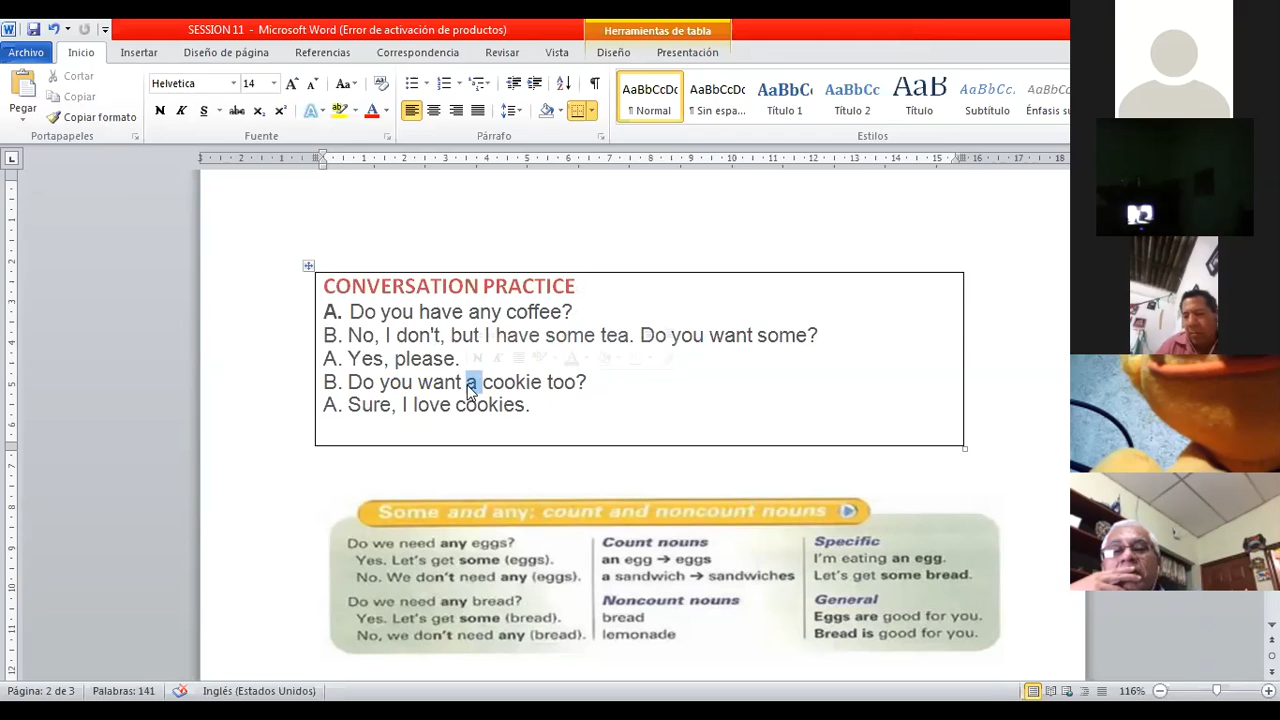 SESSION 11 - Microsoft Word (Error de activación de productos)
Herramientas de tabla
Archivo Inicio Insertar Diseño de página Referencias Correspondencia Revisar Vista Diseño Presentación
Cortar
Copiar
Copiar formato
Pegar
Portapapeles
Helvetica 14
N K S abc x₂ x² A ab A
Fuente
Párrafo
AaBbCcDc AaBbCcDc AaBbC AaBbCc AaB AaBbCc. AaBbCcDc
¶ Normal ¶ Sin espa... Título 1 Título 2 Título Subtítulo Énfasis su
Estilos
CONVERSATION PRACTICE
A. Do you have any coffee?
B. No, I don't, but I have some tea. Do you want some?
A. Yes, please.
B. Do you want a cookie too?
A. Sure, I love cookies.
Some and any; count and noncount nouns
Do we need any eggs?
Yes. Let's get some (eggs).
No. We don't need any (eggs).
Do we need any bread?
Yes. Let's get some (bread).
No, we don't need any (bread).
Count nouns
an egg → eggs
a sandwich → sandwiches
Noncount nouns
bread
lemonade
Specific
I'm eating an egg.
Let's get some bread.
General
Eggs are good for you.
Bread is good for you.
Página: 2 de 3 Palabras: 141 Inglés (Estados Unidos) 116%